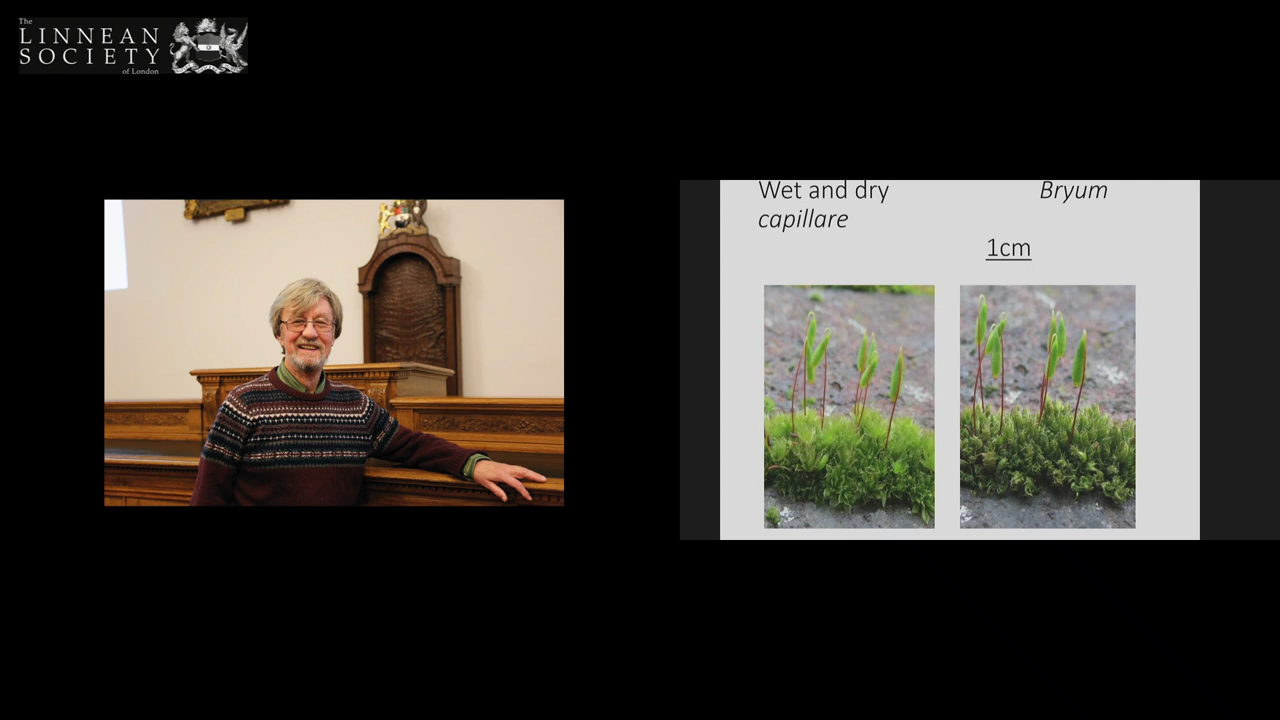 The
LINNEAN
SOCIETY
of London
Wet and dry Bryum
capillare
1cm